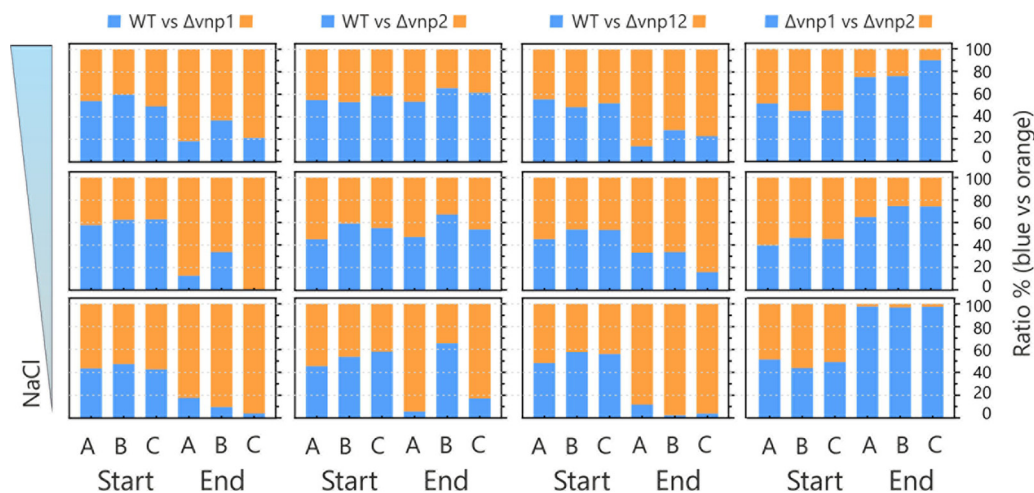 WT vs Δvnp1
WT vs Δvnp2
WT vs Δvnp12
Δvnp1 vs Δvnp2
100
80
60
40
20
0
100
80
60
40
20
0
100
80
60
40
20
0
Ratio % (blue vs orange)
NaCl
A B C A B C A B C A B C A B C A B C A B C A B C
Start End Start End Start End Start End